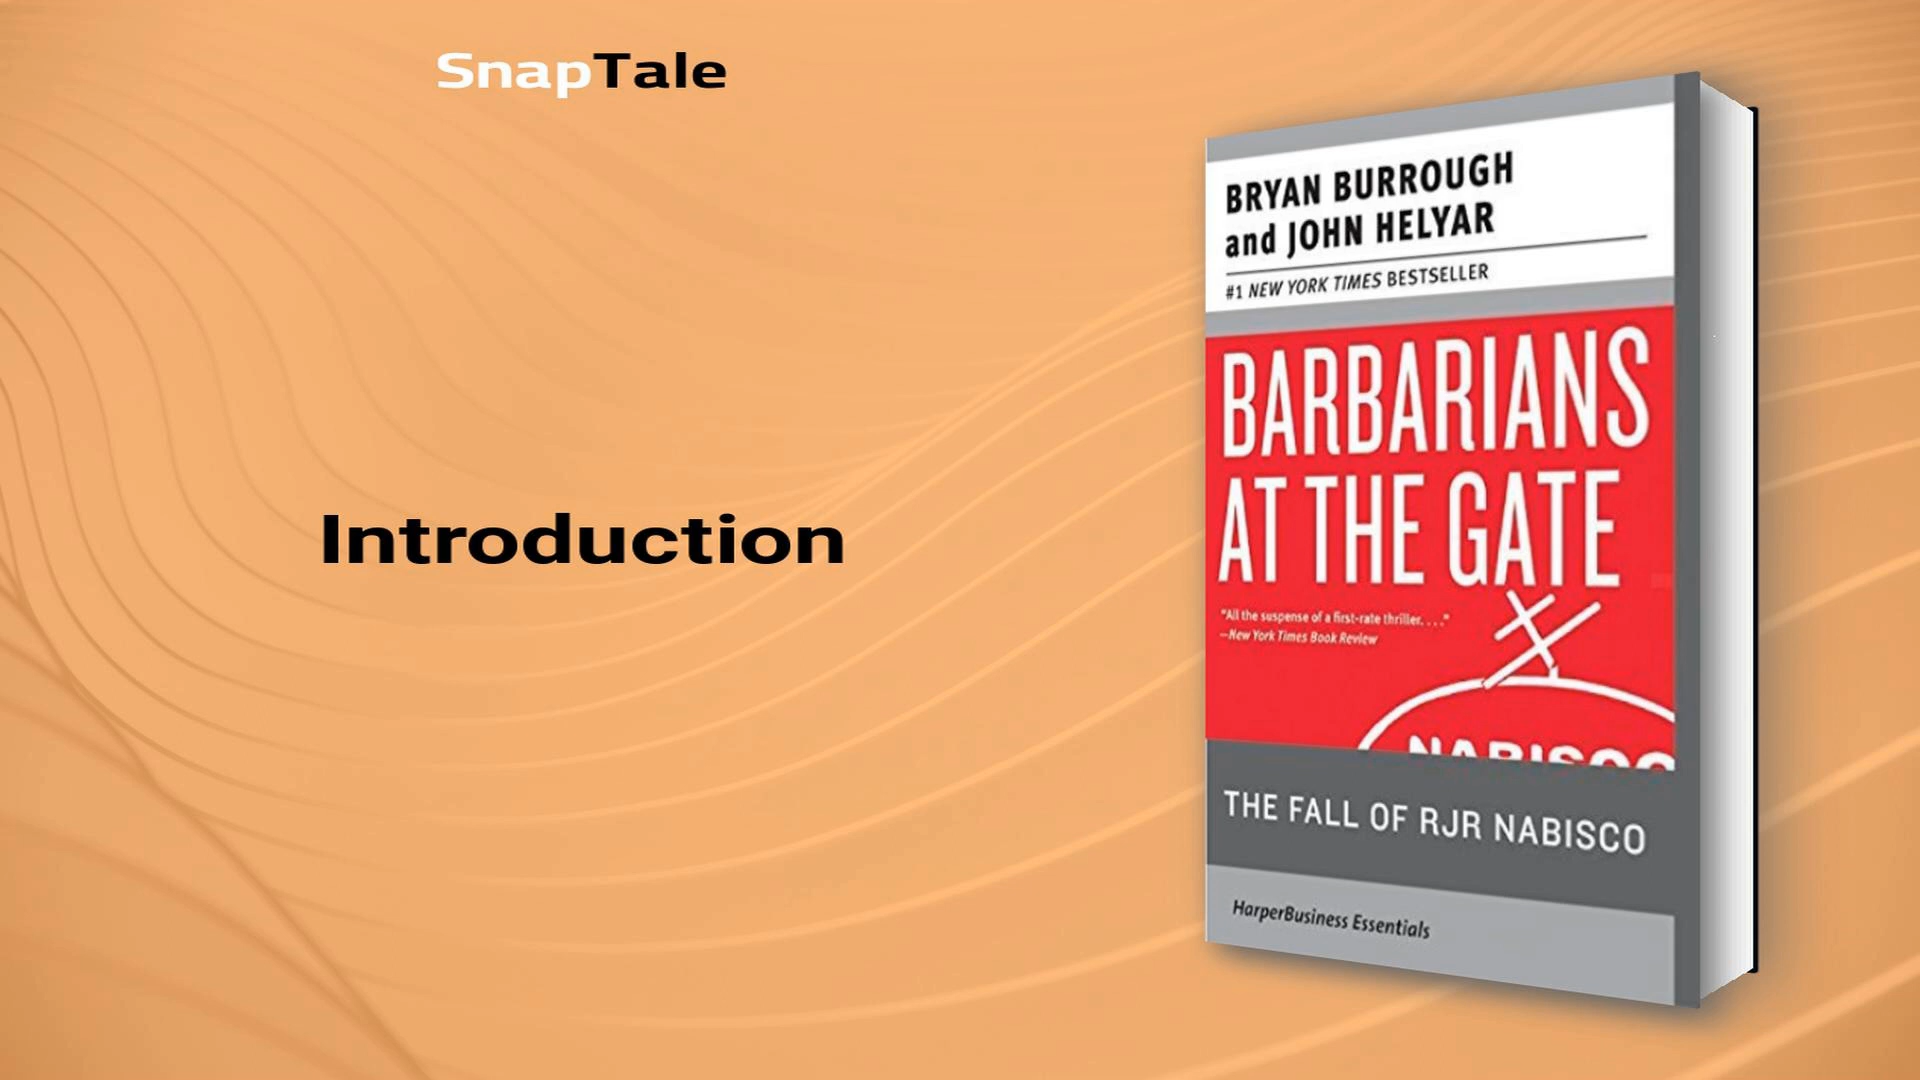 SnapTale
Introduction
BRYAN BURROUGH
and JOHN HELYAR
#1 NEW YORK TIMES BESTSELLER
BARBARIANS
AT THE GATE
"All the suspense of a first-rate thriller. . . ."
—New York Times Book Review
NABISCO
THE FALL OF RJR NABISCO
HarperBusiness Essentials